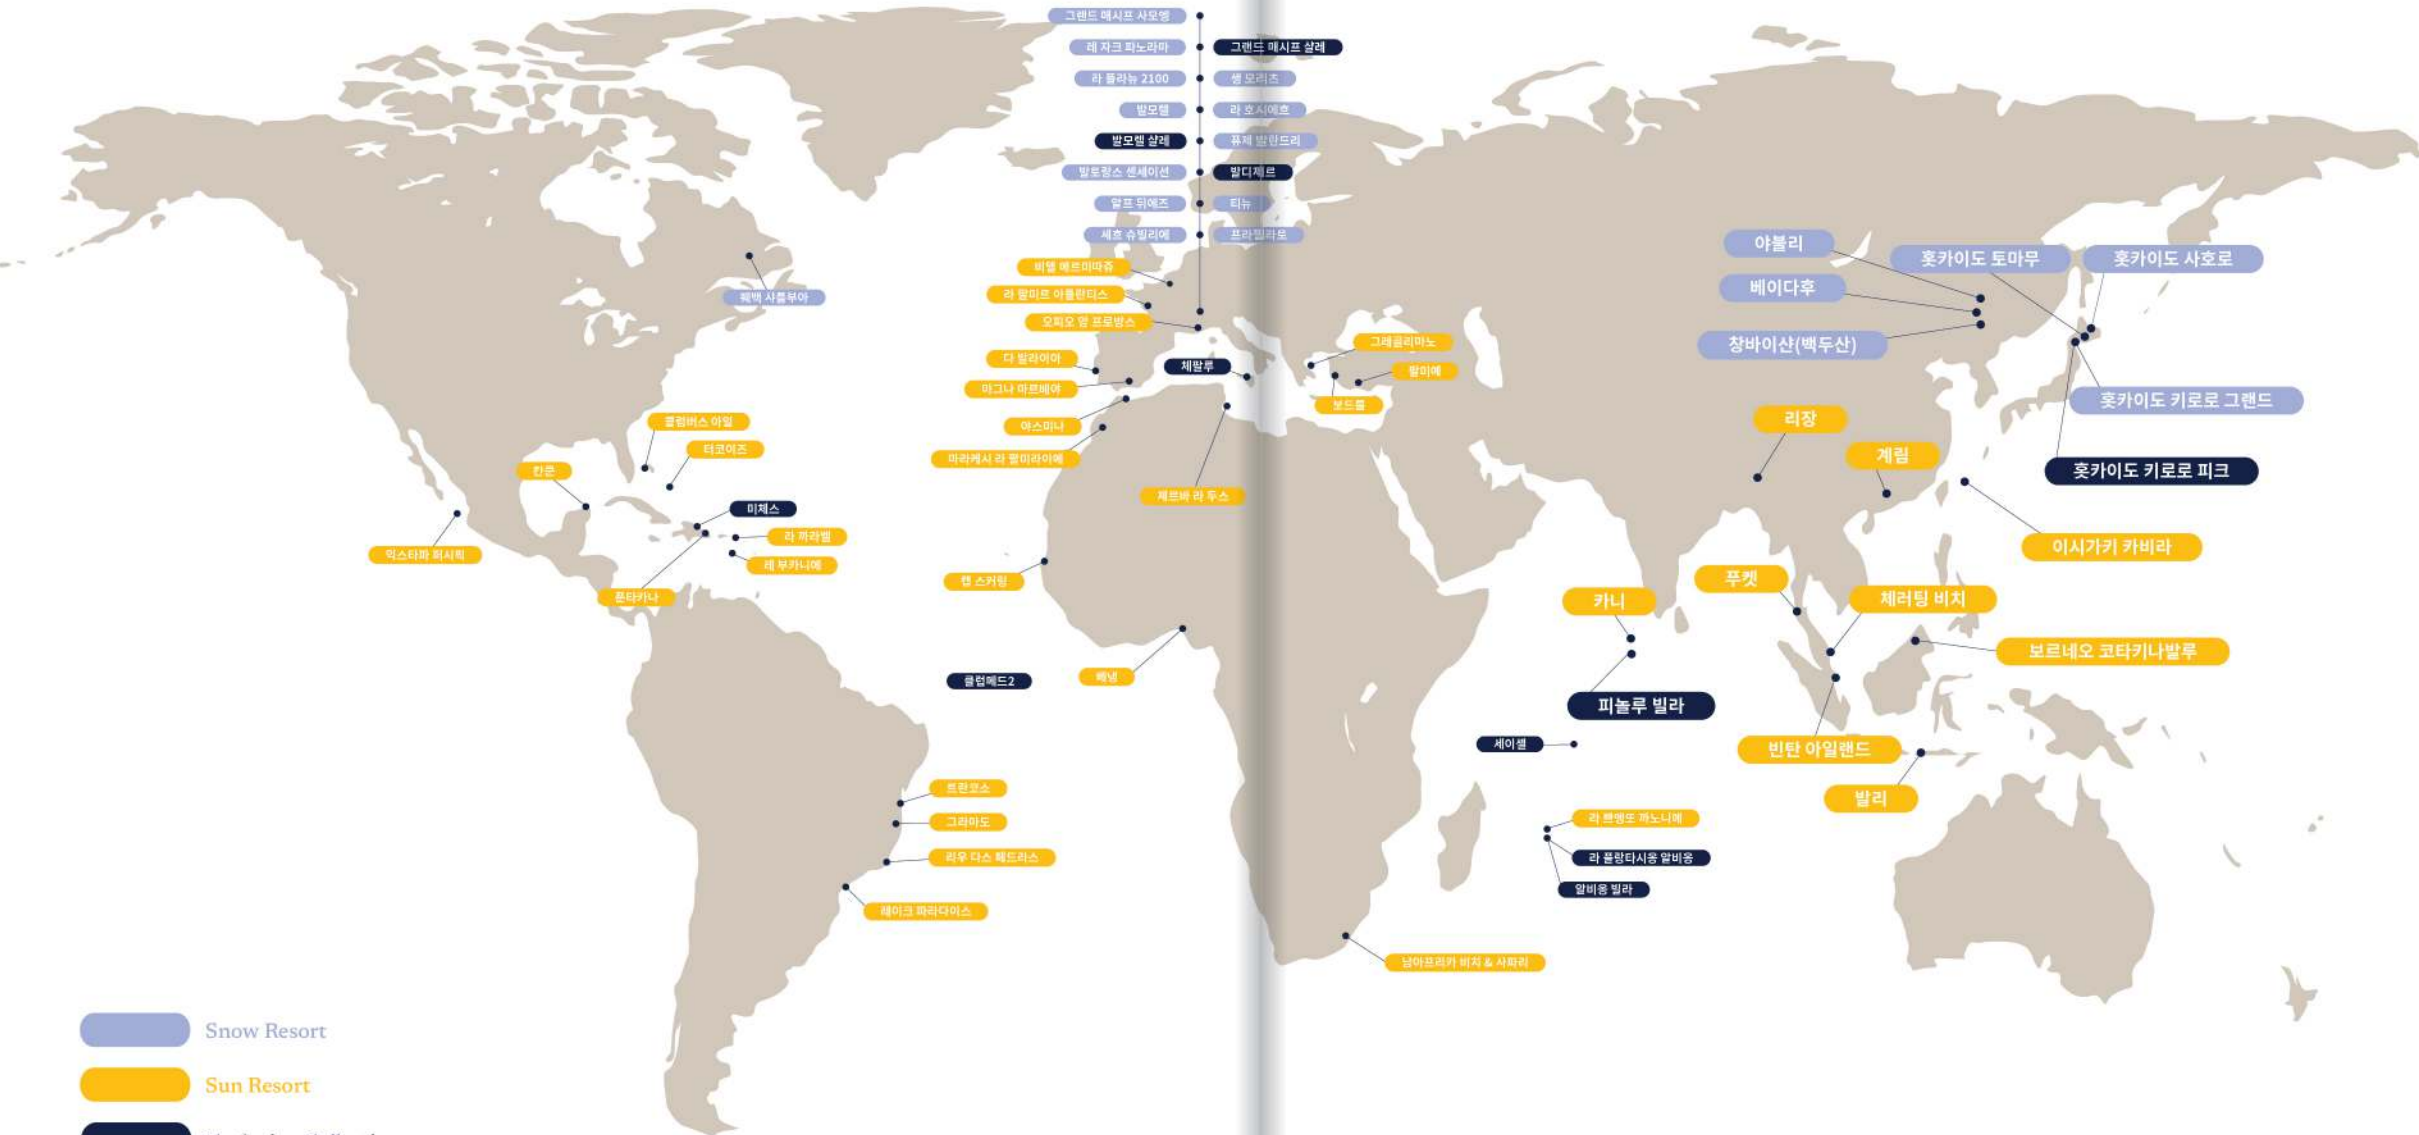 그랜드 매시프 사모엥
레 자크 파노라마
그랜드 매시프 샬레
라 플라뉴 2100
생 모리츠
발모렐
라 호시에흐
발모렐 샬레
퓨제 발란드리
발토랑스 센세이션
발디제르
알프 뒤에즈
티뉴
세흐 슈발리에
프라질라토
비엘 에르미따쥬
라 팔미르 아틀란티스
오피오 앙 프로방스
다 발라이아
마그나 마르베야
야스미나
마라케시 라 팔미라이에
체팔루
그레골리마노
팔미예
보드룸
제르바 라 두스
캡 스커링
베냉
클럽메드2
퀘백 샤를부아
콜럼버스 아일
터코이즈
칸쿤
미체스
라 까라벨
레 부카니에
익스타파 퍼시픽
푼타카나
트란코소
그라마도
리우 다스 페드라스
레이크 파라다이스
야불리
홋카이도 토마무
홋카이도 사호로
베이다후
창바이샨(백두산)
홋카이도 키로로 그랜드
리장
계림
홋카이도 키로로 피크
이시가키 카비라
푸켓
카니
체러팅 비치
보르네오 코타키나발루
피놀루 빌라
세이셸
빈탄 아일랜드
발리
라 쁘엥또 까노니에
라 플랑타시옹 알비옹
알비옹 빌라
남아프리카 비치 & 사파리
Snow Resort
Sun Resort